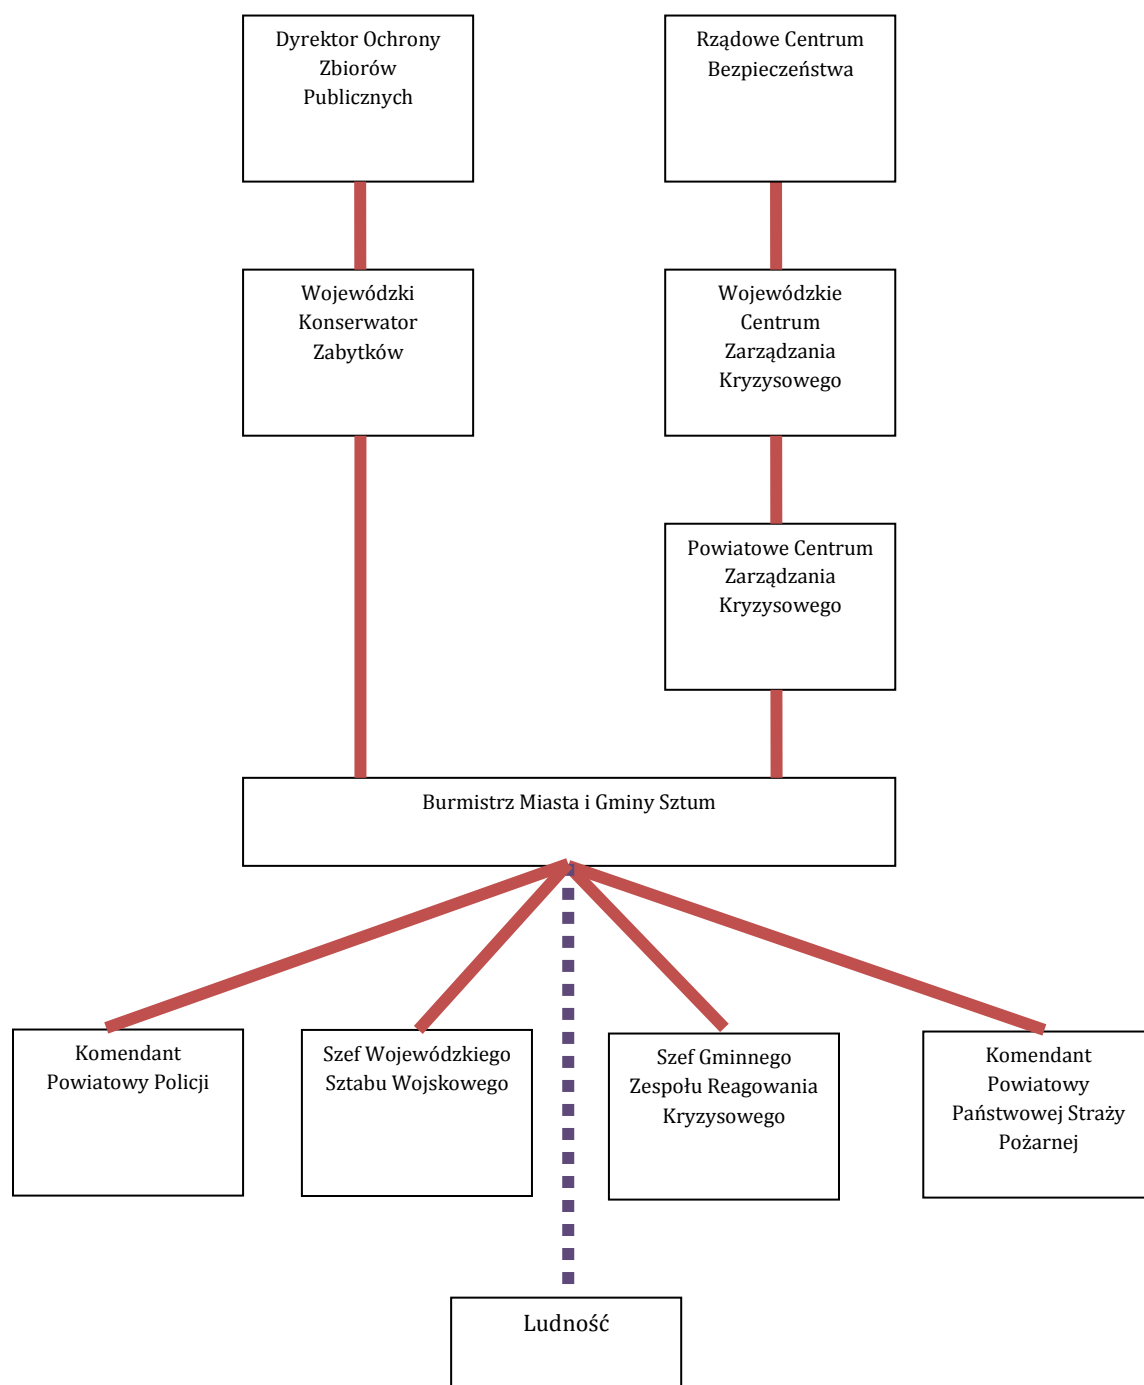 Dyrektor Ochrony
Zbiorów
Publicznych
Rządowe Centrum
Bezpieczeństwa
Wojewódzki
Konserwator
Zabytków
Wojewódzkie
Centrum
Zarządzania
Kryzysowego
Powiatowe Centrum
Zarządzania
Kryzysowego
Burmistrz Miasta i Gminy Sztum
Komendant
Powiatowy Policji
Szef Wojewódzkiego
Sztabu Wojskowego
Szef Gminnego
Zespołu Reagowania
Kryzysowego
Komendant
Powiatowy
Państwowej Straży
Pożarnej
Ludność